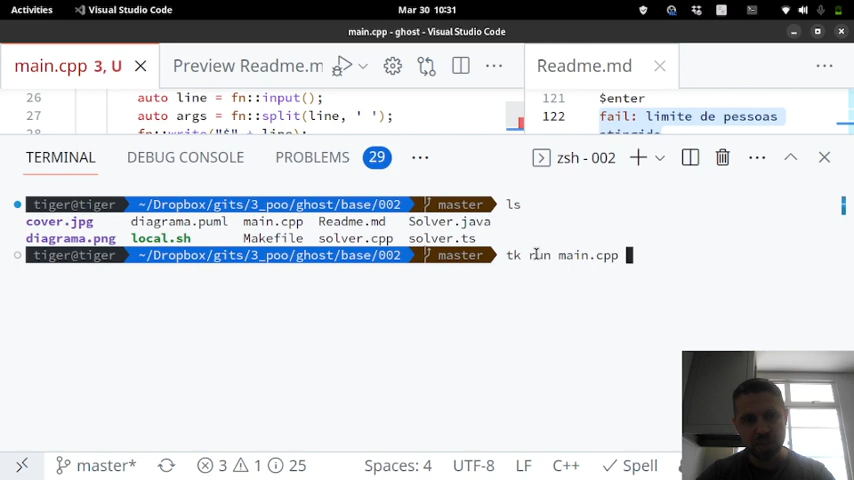 Activities Visual Studio Code Mar 30 10:31
main.cpp - ghost - Visual Studio Code
main.cpp 3, U Preview Readme.m Readme.md
26 auto line = fn::input(); 121 $enter
27 auto args = fn::split(line, ' '); 122 fail: limite de pessoas
28 fn::write("$" + line);
TERMINAL DEBUG CONSOLE PROBLEMS 29 zsh - 002
tiger@tiger ~/Dropbox/gits/3_poo/ghost/base/002 master ls
cover.jpg diagrama.puml main.cpp Readme.md Solver.java
diagrama.png local.sh Makefile solver.cpp solver.ts
tiger@tiger ~/Dropbox/gits/3_poo/ghost/base/002 master tk run main.cpp
master* 3 1 25 Spaces: 4 UTF-8 LF C++ Spell